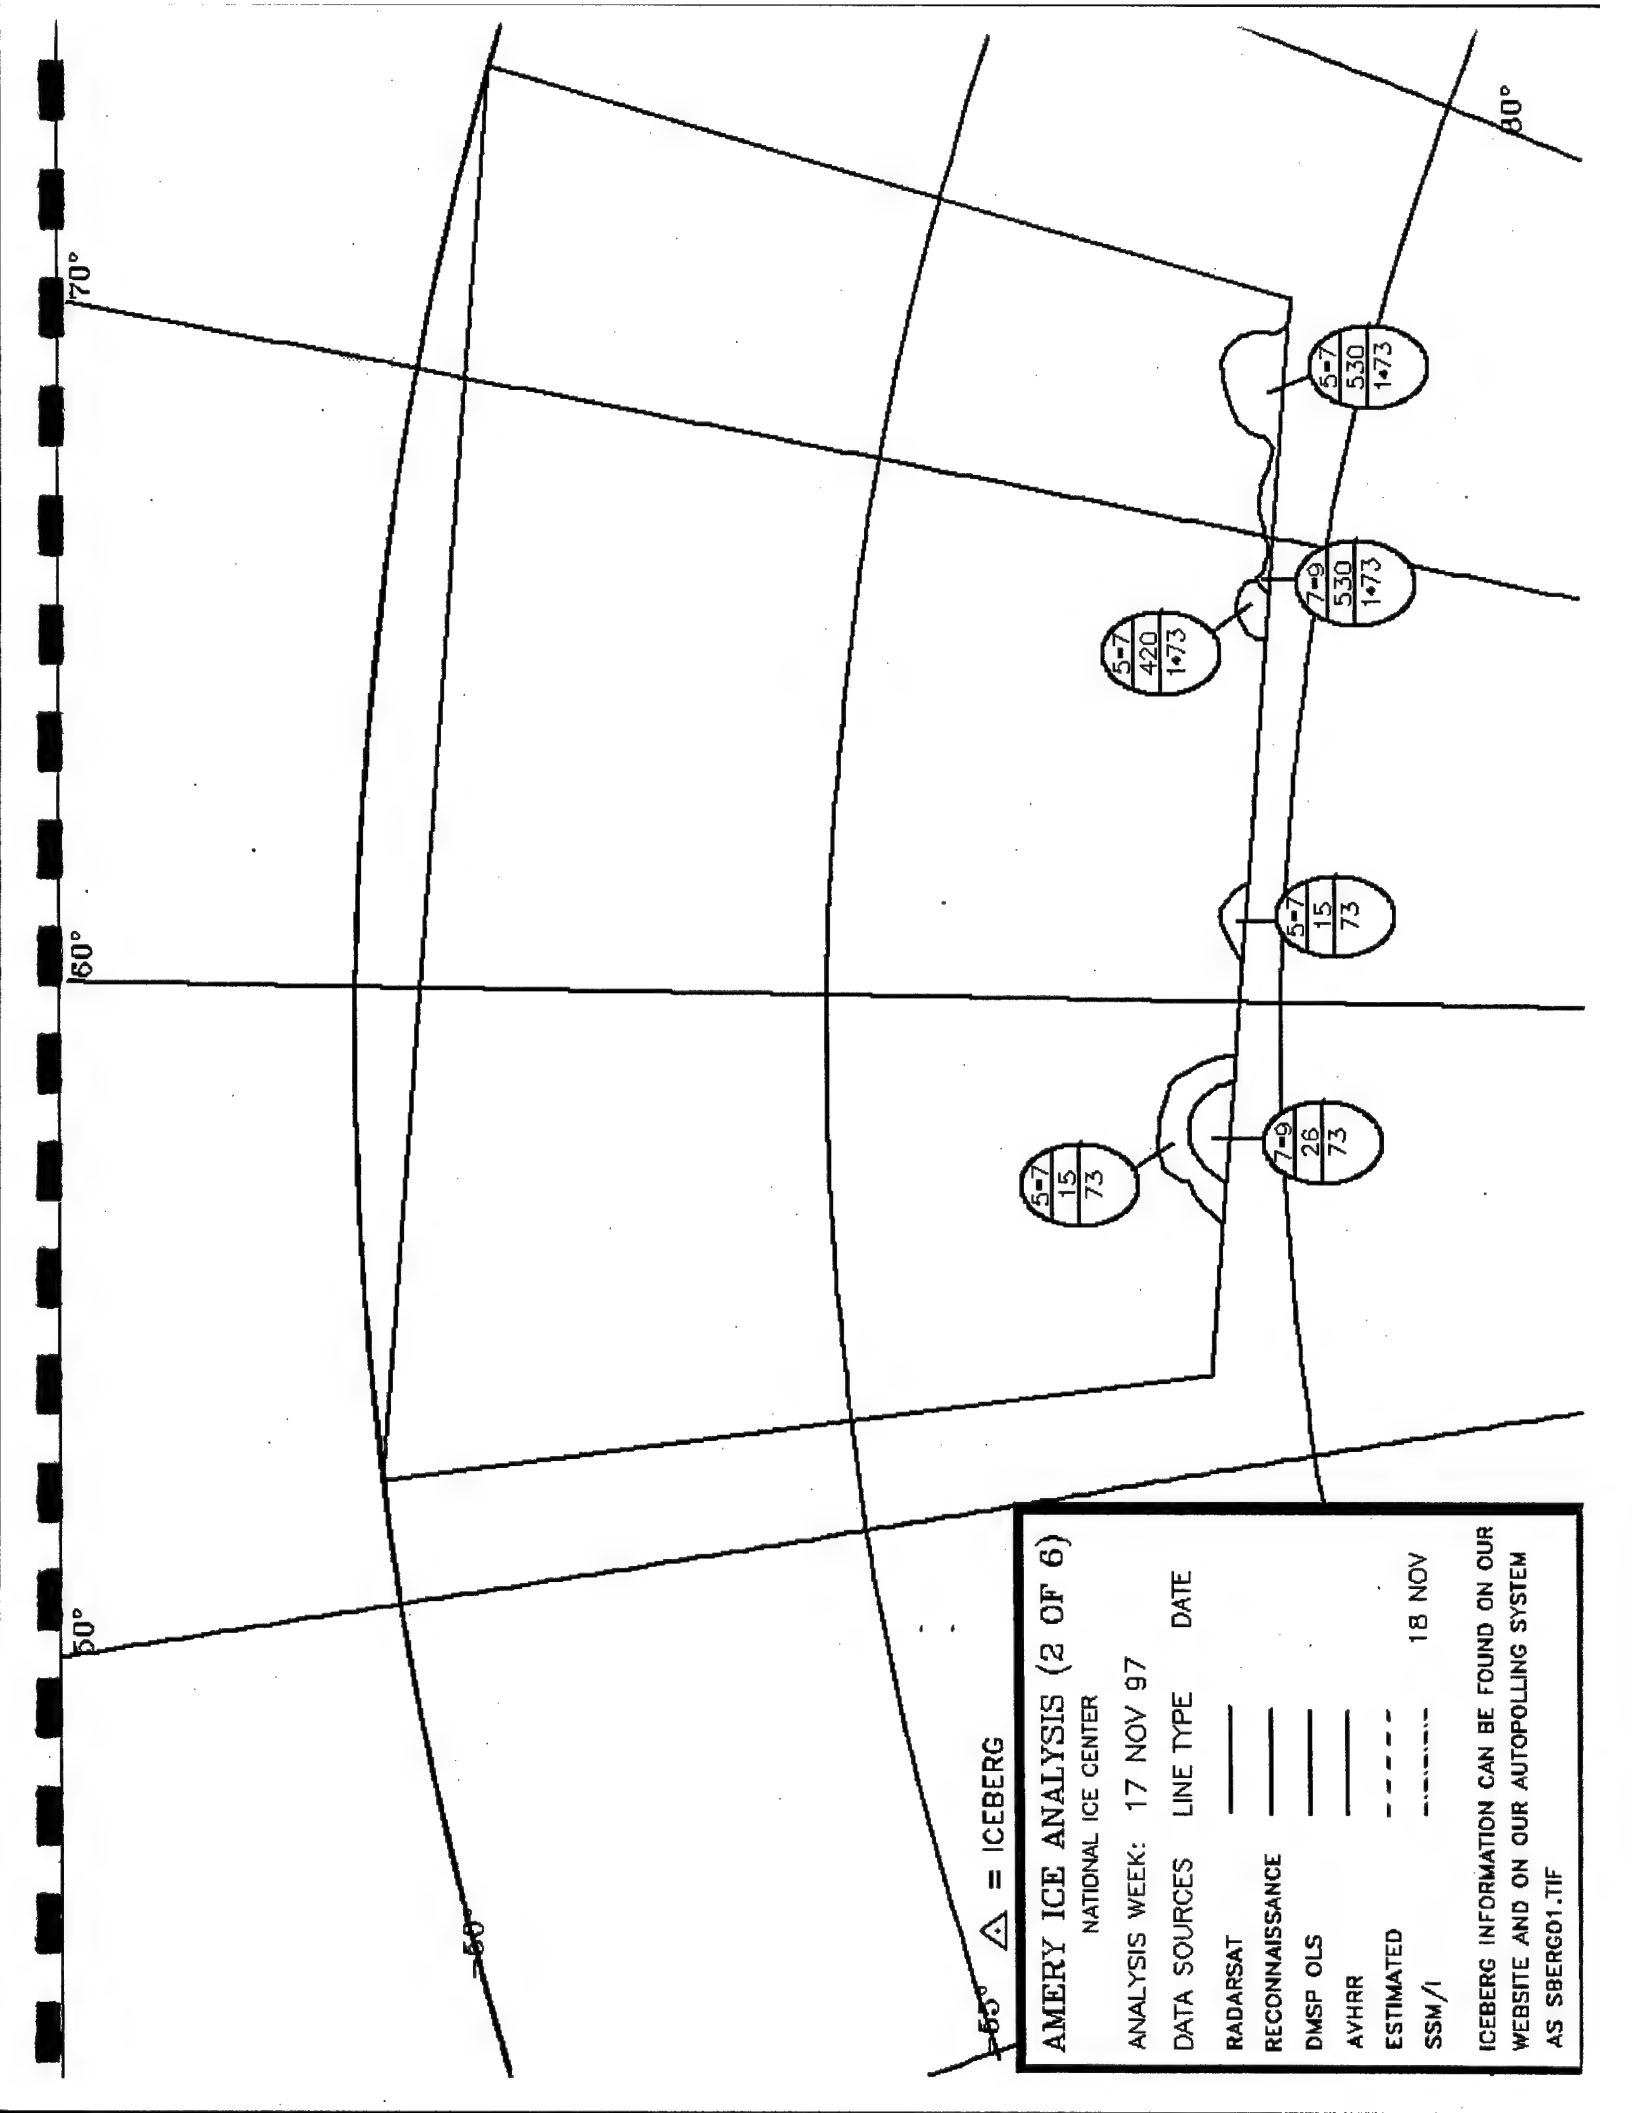 50°
60°
70°
80°
-50°
-55°
5-7
15
73
7-9
26
73
5-7
15
73
5-7
420
1•73
7-9
530
1•73
5-7
530
1•73
= ICEBERG
AMERY ICE ANALYSIS (2 OF 6)
NATIONAL ICE CENTER
ANALYSIS WEEK: 17 NOV 97
DATA SOURCES LINE TYPE DATE
RADARSAT
RECONNAISSANCE
DMSP OLS
AVHRR
ESTIMATED
SSM/I 18 NOV
ICEBERG INFORMATION CAN BE FOUND ON OUR
WEBSITE AND ON OUR AUTOPOLLING SYSTEM
AS SBERG01.TIF